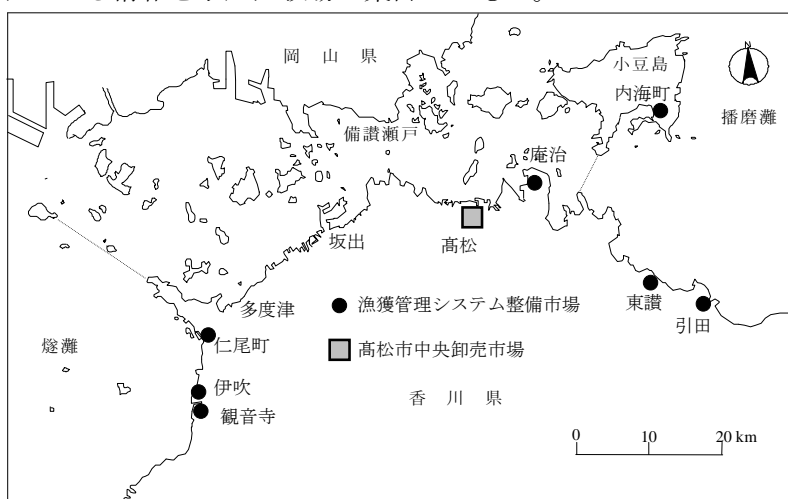 岡 山 県
小豆島
内海町
播磨灘
備讃瀬戸
庵治
坂出
高松
東讃
引田
多度津
● 漁獲管理システム整備市場
仁尾町
燧灘
高松市中央卸売市場
伊吹
香 川 県
観音寺
0 10 20 km